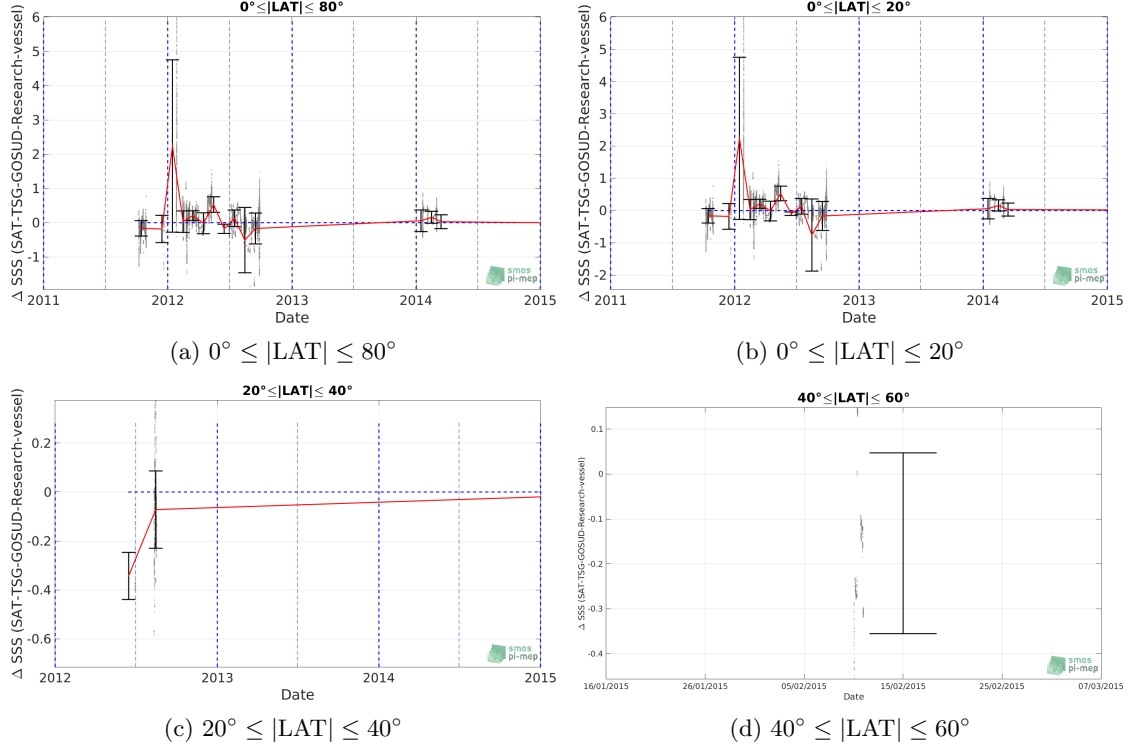 0°≤|LAT|≤ 80°
Δ SSS (SAT-TSG-GOSUD-Research-vessel)
6
5
4
3
2
1
0
-1
2011 2012 2013 2014 2015
Date
smos
pi-mep
(a) 0° ≤ |LAT| ≤ 80°
0°≤|LAT|≤ 20°
Δ SSS (SAT-TSG-GOSUD-Research-vessel)
6
5
4
3
2
1
0
-1
-2
2011 2012 2013 2014 2015
Date
smos
pi-mep
(b) 0° ≤ |LAT| ≤ 20°
20°≤|LAT|≤ 40°
Δ SSS (SAT-TSG-GOSUD-Research-vessel)
0.2
0
-0.2
-0.4
-0.6
2012 2013 2014 2015
Date
smos
pi-mep
(c) 20° ≤ |LAT| ≤ 40°
40°≤|LAT|≤ 60°
Δ SSS (SAT-TSG-GOSUD-Research-vessel)
0.1
0
-0.1
-0.2
-0.3
-0.4
16/01/2015 26/01/2015 05/02/2015 15/02/2015 25/02/2015 07/03/2015
Date
smos
pi-mep
(d) 40° ≤ |LAT| ≤ 60°